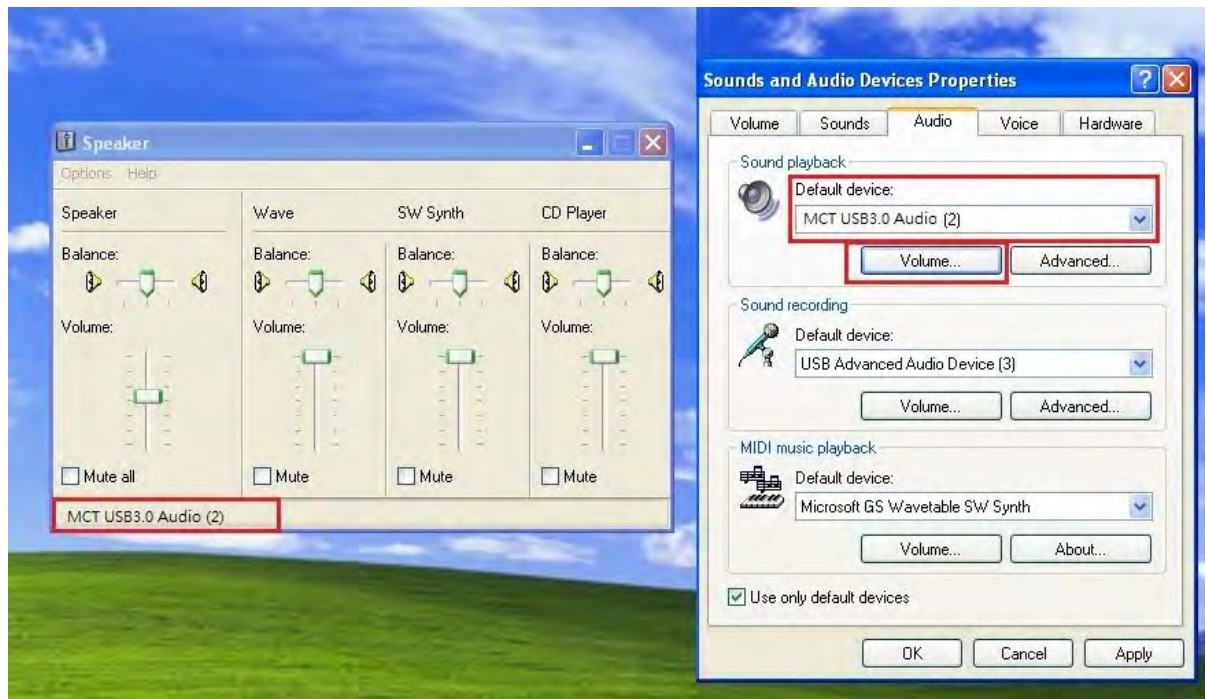 Speaker
Options Help
Speaker Wave SW Synth CD Player
Balance: Balance: Balance: Balance:
Volume: Volume: Volume: Volume:
Mute all Mute Mute Mute
MCT USB3.0 Audio (2)
Sounds and Audio Devices Properties
Volume Sounds Audio Voice Hardware
Sound playback
Default device:
MCT USB3.0 Audio (2)
Volume... Advanced...
Sound recording
Default device:
USB Advanced Audio Device (3)
Volume... Advanced...
MIDI music playback
Default device:
Microsoft GS Wavetable SW Synth
Volume... About...
Use only default devices
OK Cancel Apply